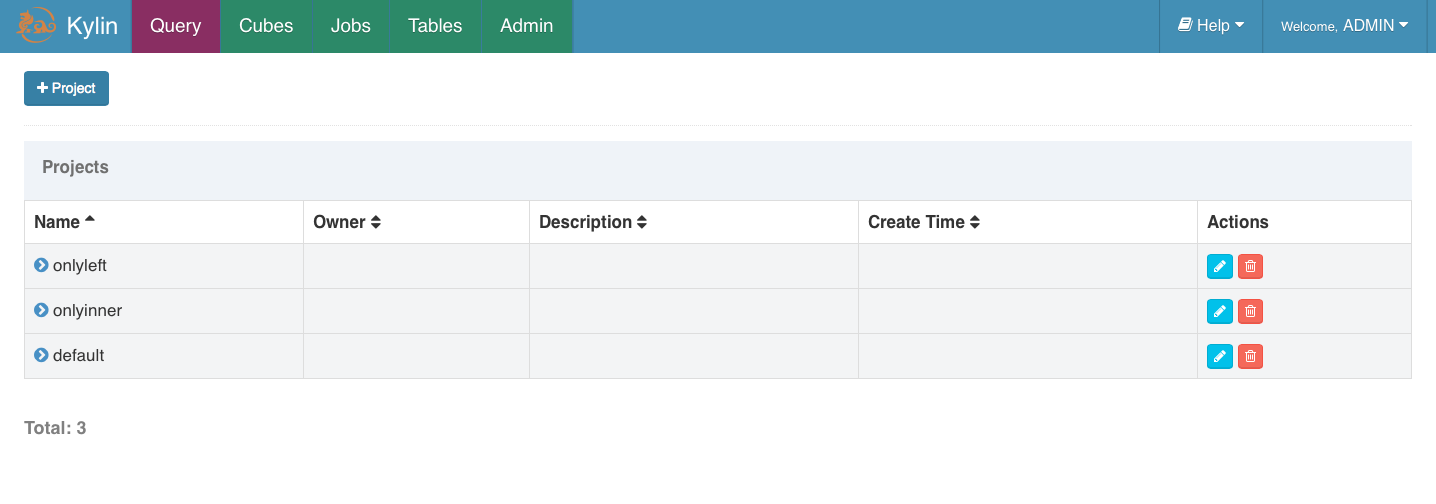 Kylin Query Cubes Jobs Tables Admin Help Welcome, ADMIN
Project
Projects
Name Owner Description Create Time Actions
onlyleft
onlyinner
default
Total: 3